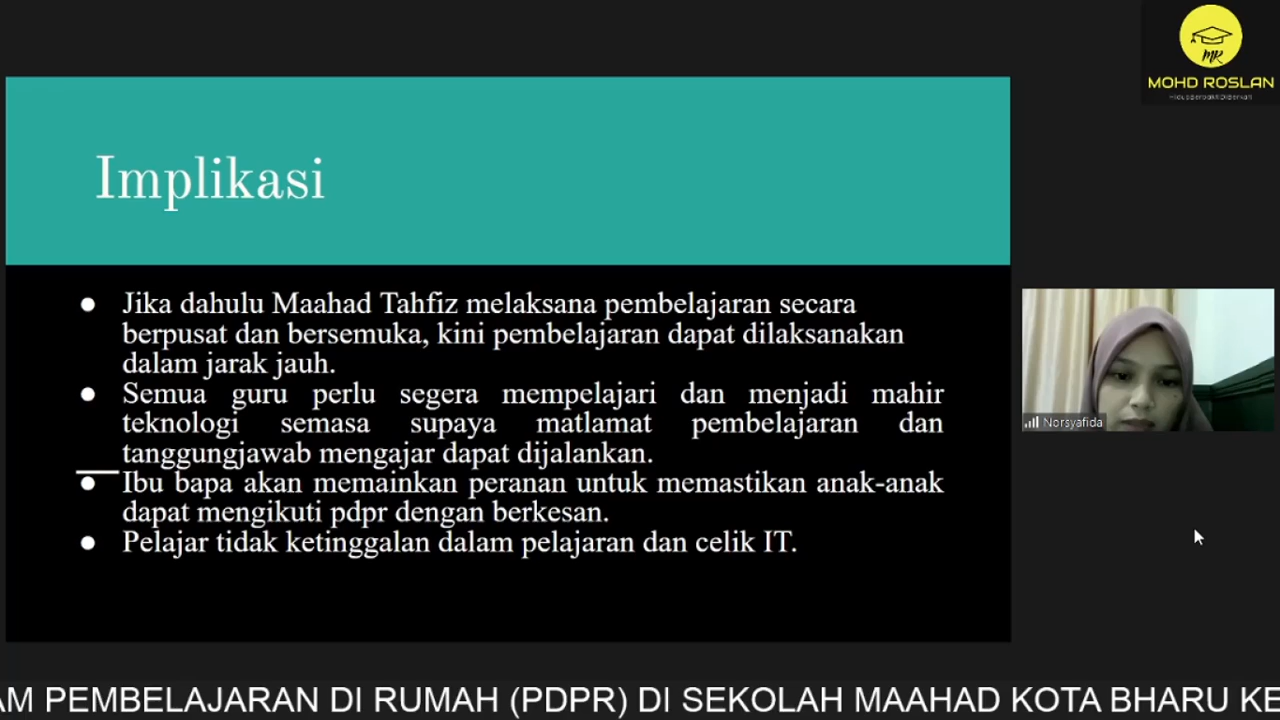 MR
MOHD ROSLAN
Implikasi
● Jika dahulu Maahad Tahfiz melaksana pembelajaran secara
berpusat dan bersemuka, kini pembelajaran dapat dilaksanakan
dalam jarak jauh.
● Semua guru perlu segera mempelajari dan menjadi mahir
teknologi semasa supaya matlamat pembelajaran dan
tanggungjawab mengajar dapat dijalankan.
● Ibu bapa akan memainkan peranan untuk memastikan anak-anak
dapat mengikuti pdpr dengan berkesan.
● Pelajar tidak ketinggalan dalam pelajaran dan celik IT.
Norsyafida
AM PEMBELAJARAN DI RUMAH (PDPR) DI SEKOLAH MAAHAD KOTA BHARU KE